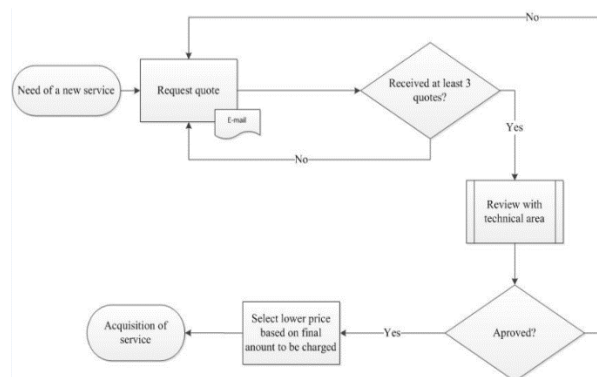 No
Need of a new service
Request quote
E-mail
Received at least 3
quotes?
Yes
No
Review with
technical area
Acquisition of
service
Select lower price
based on final
amount to be charged
Yes
Aproved?